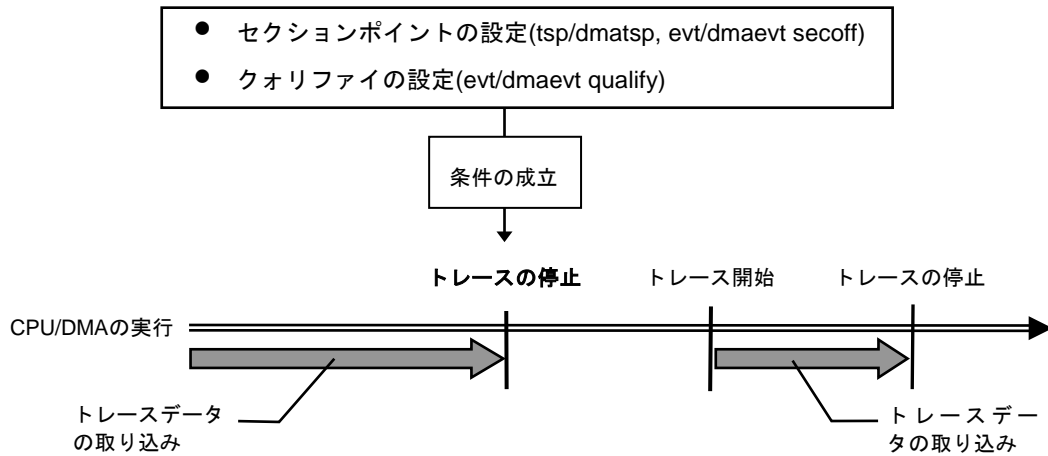 ● セクションポイントの設定(tsp/dmatsp, evt/dmaevt secoff)
● クォリファイの設定(evt/dmaevt qualify)
条件の成立
トレースの停止
トレース開始
トレースの停止
CPU/DMAの実行
トレースデータ
の取り込み
トレースデー
タの取り込み